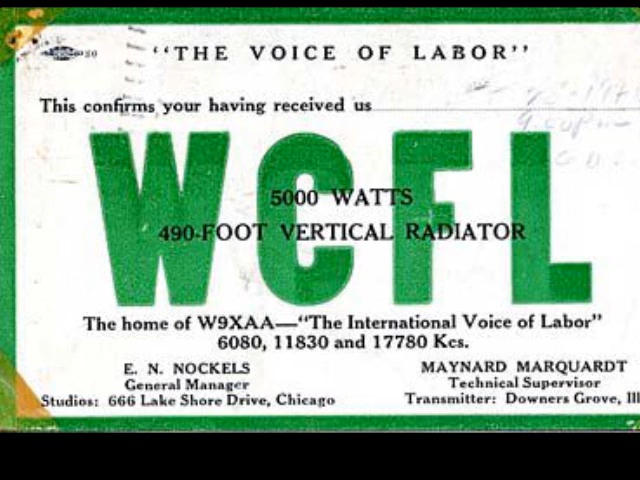 "THE VOICE OF LABOR"
This confirms your having received us
WCFL
5000 WATTS
490-FOOT VERTICAL RADIATOR
The home of W9XAA—"The International Voice of Labor"
6080, 11830 and 17780 Kcs.
E. N. NOCKELS
General Manager
Studios: 666 Lake Shore Drive, Chicago
MAYNARD MARQUARDT
Technical Supervisor
Transmitter: Downers Grove, Ill